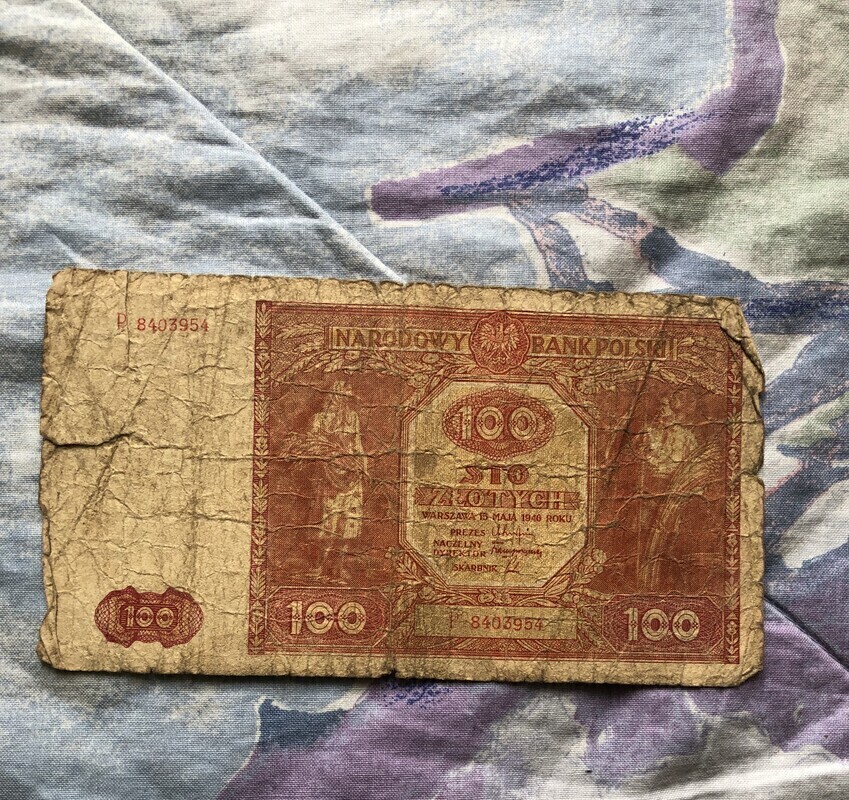 P. 8403954
NARODOWY BANK POLSKI
100
STO
ZŁOTYCH
WARSZAWA 15 MAJA 1946 ROKU
PREZES
NACZELNY
DYREKTOR
SKARBNIK
100
100
P. 8403954
100